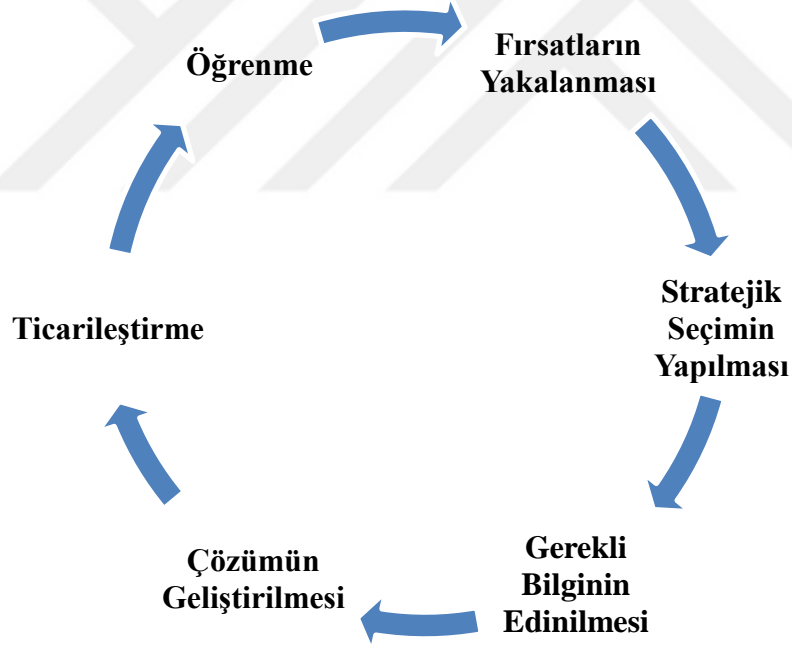 Öğrenme
Fırsatların
Yakalanması
Stratejik
Seçimin
Yapılması
Gerekli
Bilginin
Edinilmesi
Çözümün
Geliştirilmesi
Ticarileştirme